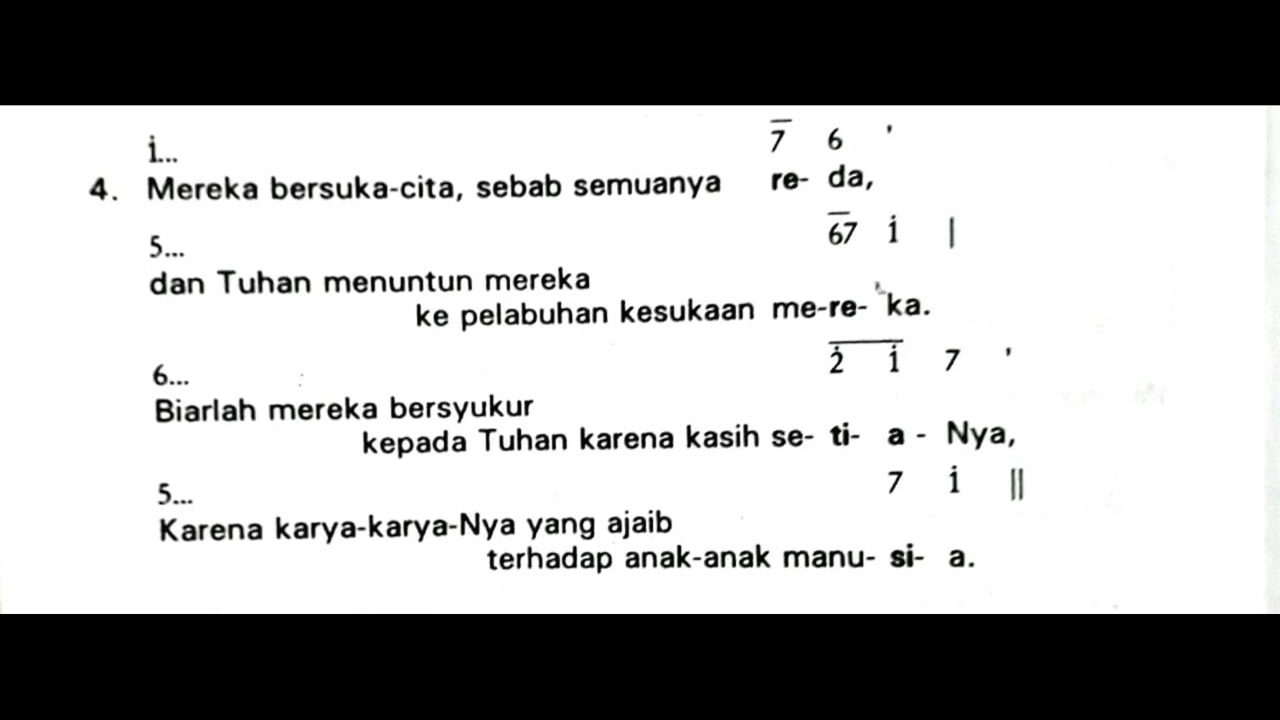 i... 7 6 '
4. Mereka bersuka-cita, sebab semuanya re- da,
5... 67 i |
dan Tuhan menuntun mereka
ke pelabuhan kesukaan me-re- ka.
6... 2̇ i 7 '
Biarlah mereka bersyukur
kepada Tuhan karena kasih se- ti- a - Nya,
5... 7 i ||
Karena karya-karya-Nya yang ajaib
terhadap anak-anak manu- si- a.